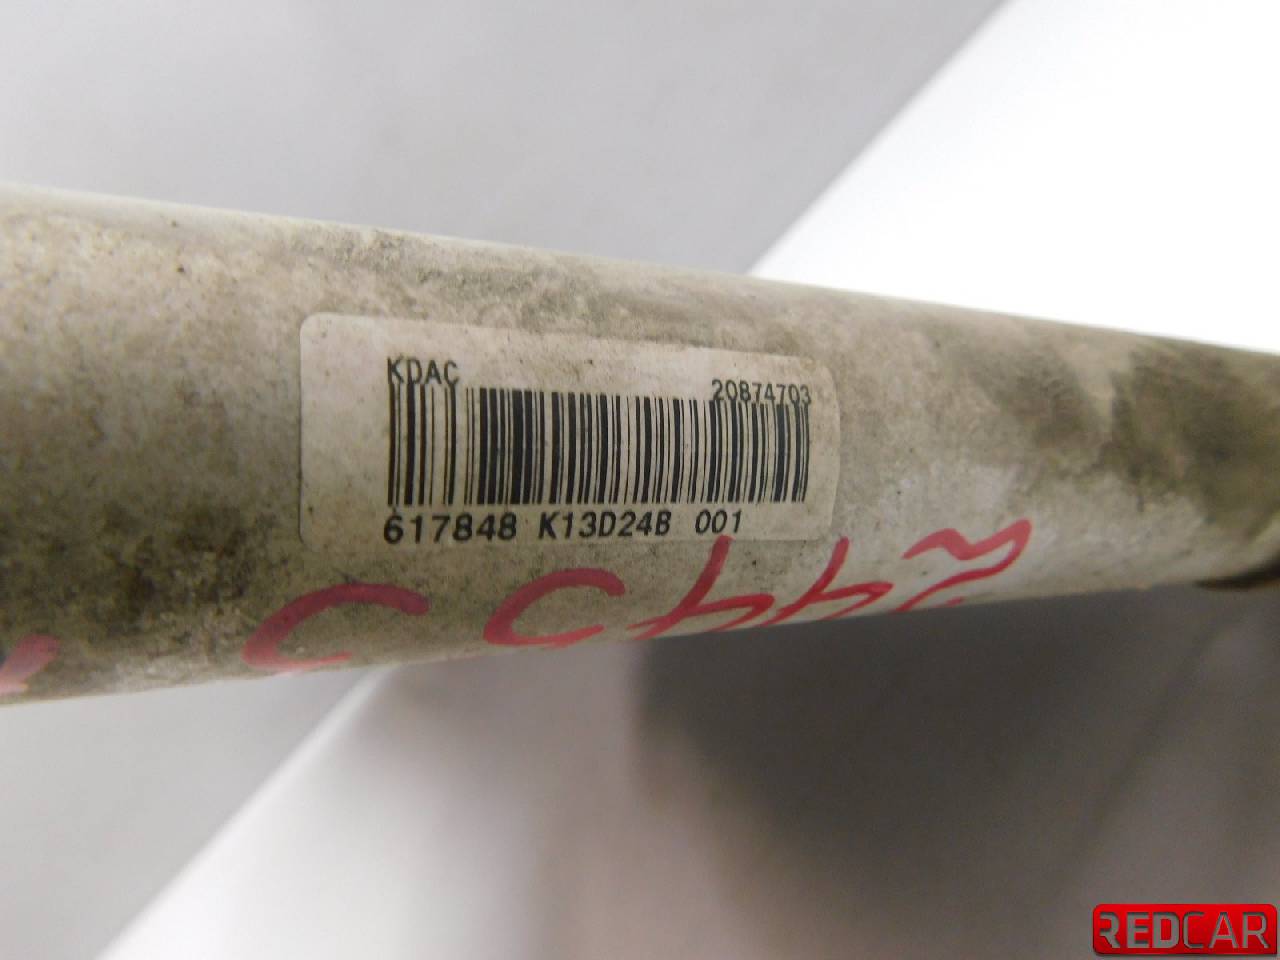 KDAC
20874703
617848 K13D24B 001
REDCAR